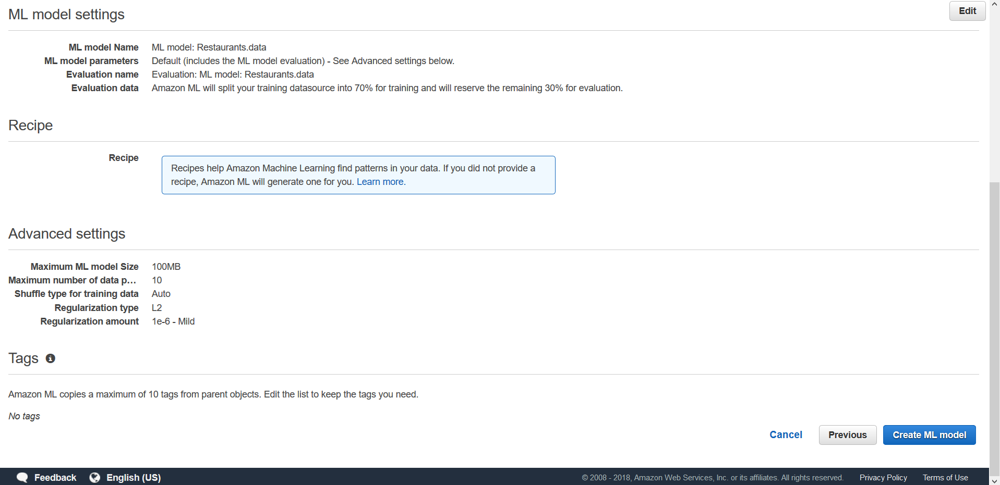 ML model settings
Edit
ML model Name ML model: Restaurants.data
ML model parameters Default (includes the ML model evaluation) - See Advanced settings below.
Evaluation name Evaluation: ML model: Restaurants.data
Evaluation data Amazon ML will split your training datasource into 70% for training and will reserve the remaining 30% for evaluation.
Recipe
Recipe
Recipes help Amazon Machine Learning find patterns in your data. If you did not provide a
recipe, Amazon ML will generate one for you. Learn more.
Advanced settings
Maximum ML model Size 100MB
Maximum number of data p... 10
Shuffle type for training data Auto
Regularization type L2
Regularization amount 1e-6 - Mild
Tags
Amazon ML copies a maximum of 10 tags from parent objects. Edit the list to keep the tags you need.
No tags
Cancel Previous Create ML model
Feedback English (US) © 2008 - 2018, Amazon Web Services, Inc. or its affiliates. All rights reserved. Privacy Policy Terms of Use